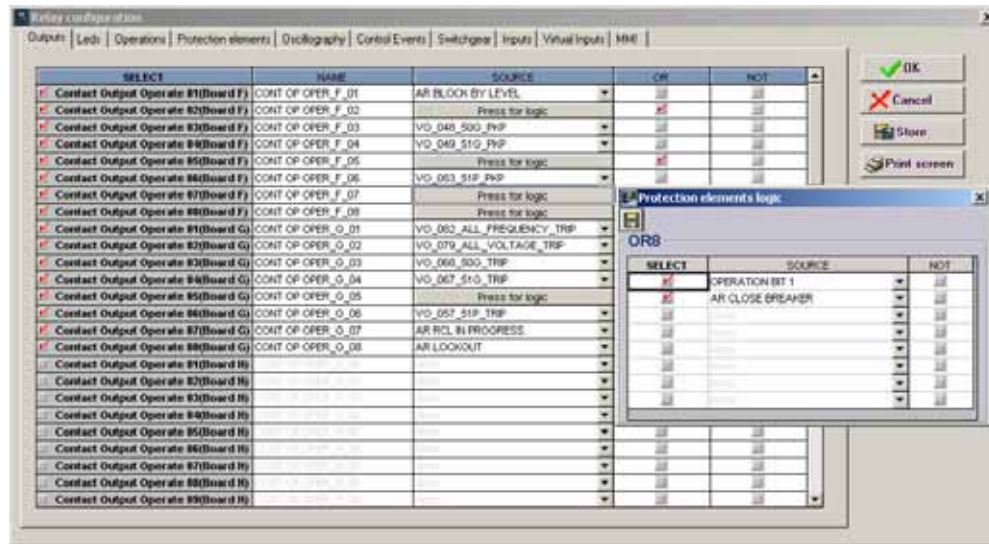 Relay configuration
Outputs Leds Operations Protection elements Oscillography Control Events Switchgear Inputs Virtual Inputs MMI
SELECT NAME SOURCE OR NOT
Contact Output Operate 01(Board F) CONT OP OPER_F_01 AR BLOCK BY LEVEL
Contact Output Operate 02(Board F) CONT OP OPER_F_02 Press for logic
Contact Output Operate 03(Board F) CONT OP OPER_F_03 VO_048_50G_PKP
Contact Output Operate 04(Board F) CONT OP OPER_F_04 VO_049_51G_PKP
Contact Output Operate 05(Board F) CONT OP OPER_F_05 Press for logic
Contact Output Operate 06(Board F) CONT OP OPER_F_06 VO_063_51P_PKP
Contact Output Operate 07(Board F) CONT OP OPER_F_07 Press for logic
Contact Output Operate 08(Board F) CONT OP OPER_F_08 Press for logic
Contact Output Operate 01(Board G) CONT OP OPER_G_01 VO_082_ALL_FREQUENCY_TRIP
Contact Output Operate 02(Board G) CONT OP OPER_G_02 VO_079_ALL_VOLTAGE_TRIP
Contact Output Operate 03(Board G) CONT OP OPER_G_03 VO_066_50G_TRIP
Contact Output Operate 04(Board G) CONT OP OPER_G_04 VO_067_51G_TRIP
Contact Output Operate 05(Board G) CONT OP OPER_G_05 Press for logic
Contact Output Operate 06(Board G) CONT OP OPER_G_06 VO_057_51P_TRIP
Contact Output Operate 07(Board G) CONT OP OPER_G_07 AR RCL IN PROGRESS
Contact Output Operate 08(Board G) CONT OP OPER_G_08 AR LOCKOUT
Contact Output Operate 01(Board H)
Contact Output Operate 02(Board H)
Contact Output Operate 03(Board H)
Contact Output Operate 04(Board H)
Contact Output Operate 05(Board H)
Contact Output Operate 06(Board H)
Contact Output Operate 07(Board H)
Contact Output Operate 08(Board H)
Contact Output Operate 09(Board H)
OK
Cancel
Store
Print screen
Protection elements logic
OR8
SELECT SOURCE NOT
OPERATION BIT 1
AR CLOSE BREAKER